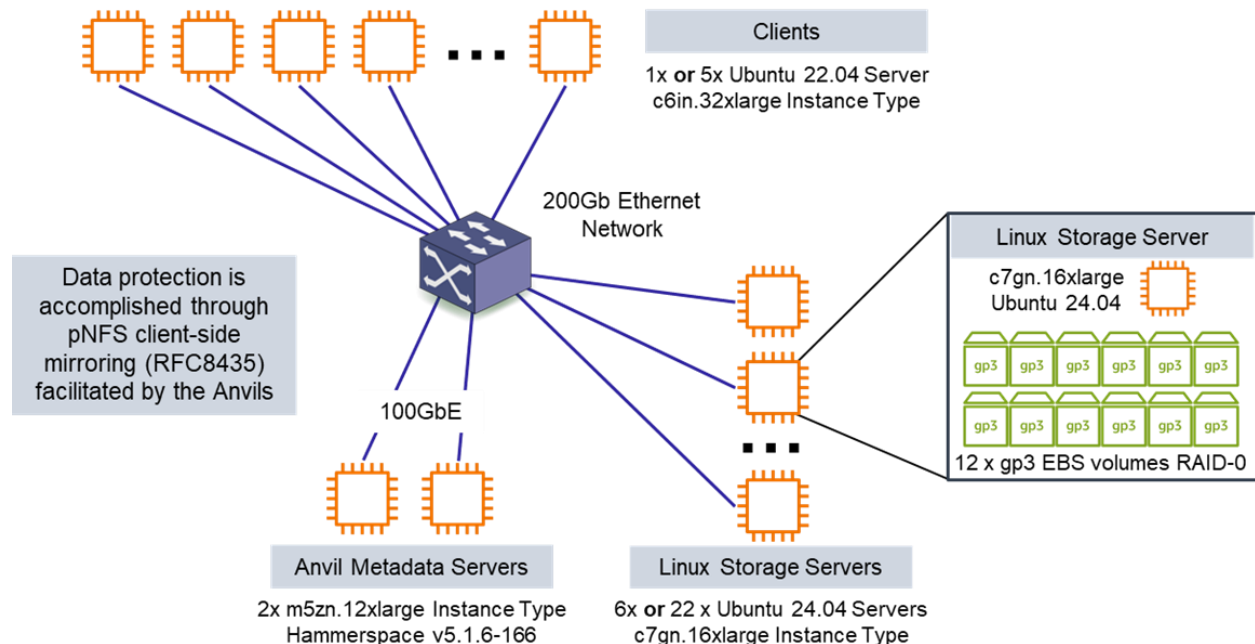 Clients
1x or 5x Ubuntu 22.04 Server
c6in.32xlarge Instance Type
200Gb Ethernet
Network
Data protection is
accomplished through
pNFS client-side
mirroring (RFC8435)
facilitated by the Anvils
100GbE
Linux Storage Server
c7gn.16xlarge
Ubuntu 24.04
gp3 gp3 gp3 gp3 gp3 gp3
gp3 gp3 gp3 gp3 gp3 gp3
12 x gp3 EBS volumes RAID-0
Anvil Metadata Servers
2x m5zn.12xlarge Instance Type
Hammerspace v5.1.6-166
Linux Storage Servers
6x or 22 x Ubuntu 24.04 Servers
c7gn.16xlarge Instance Type